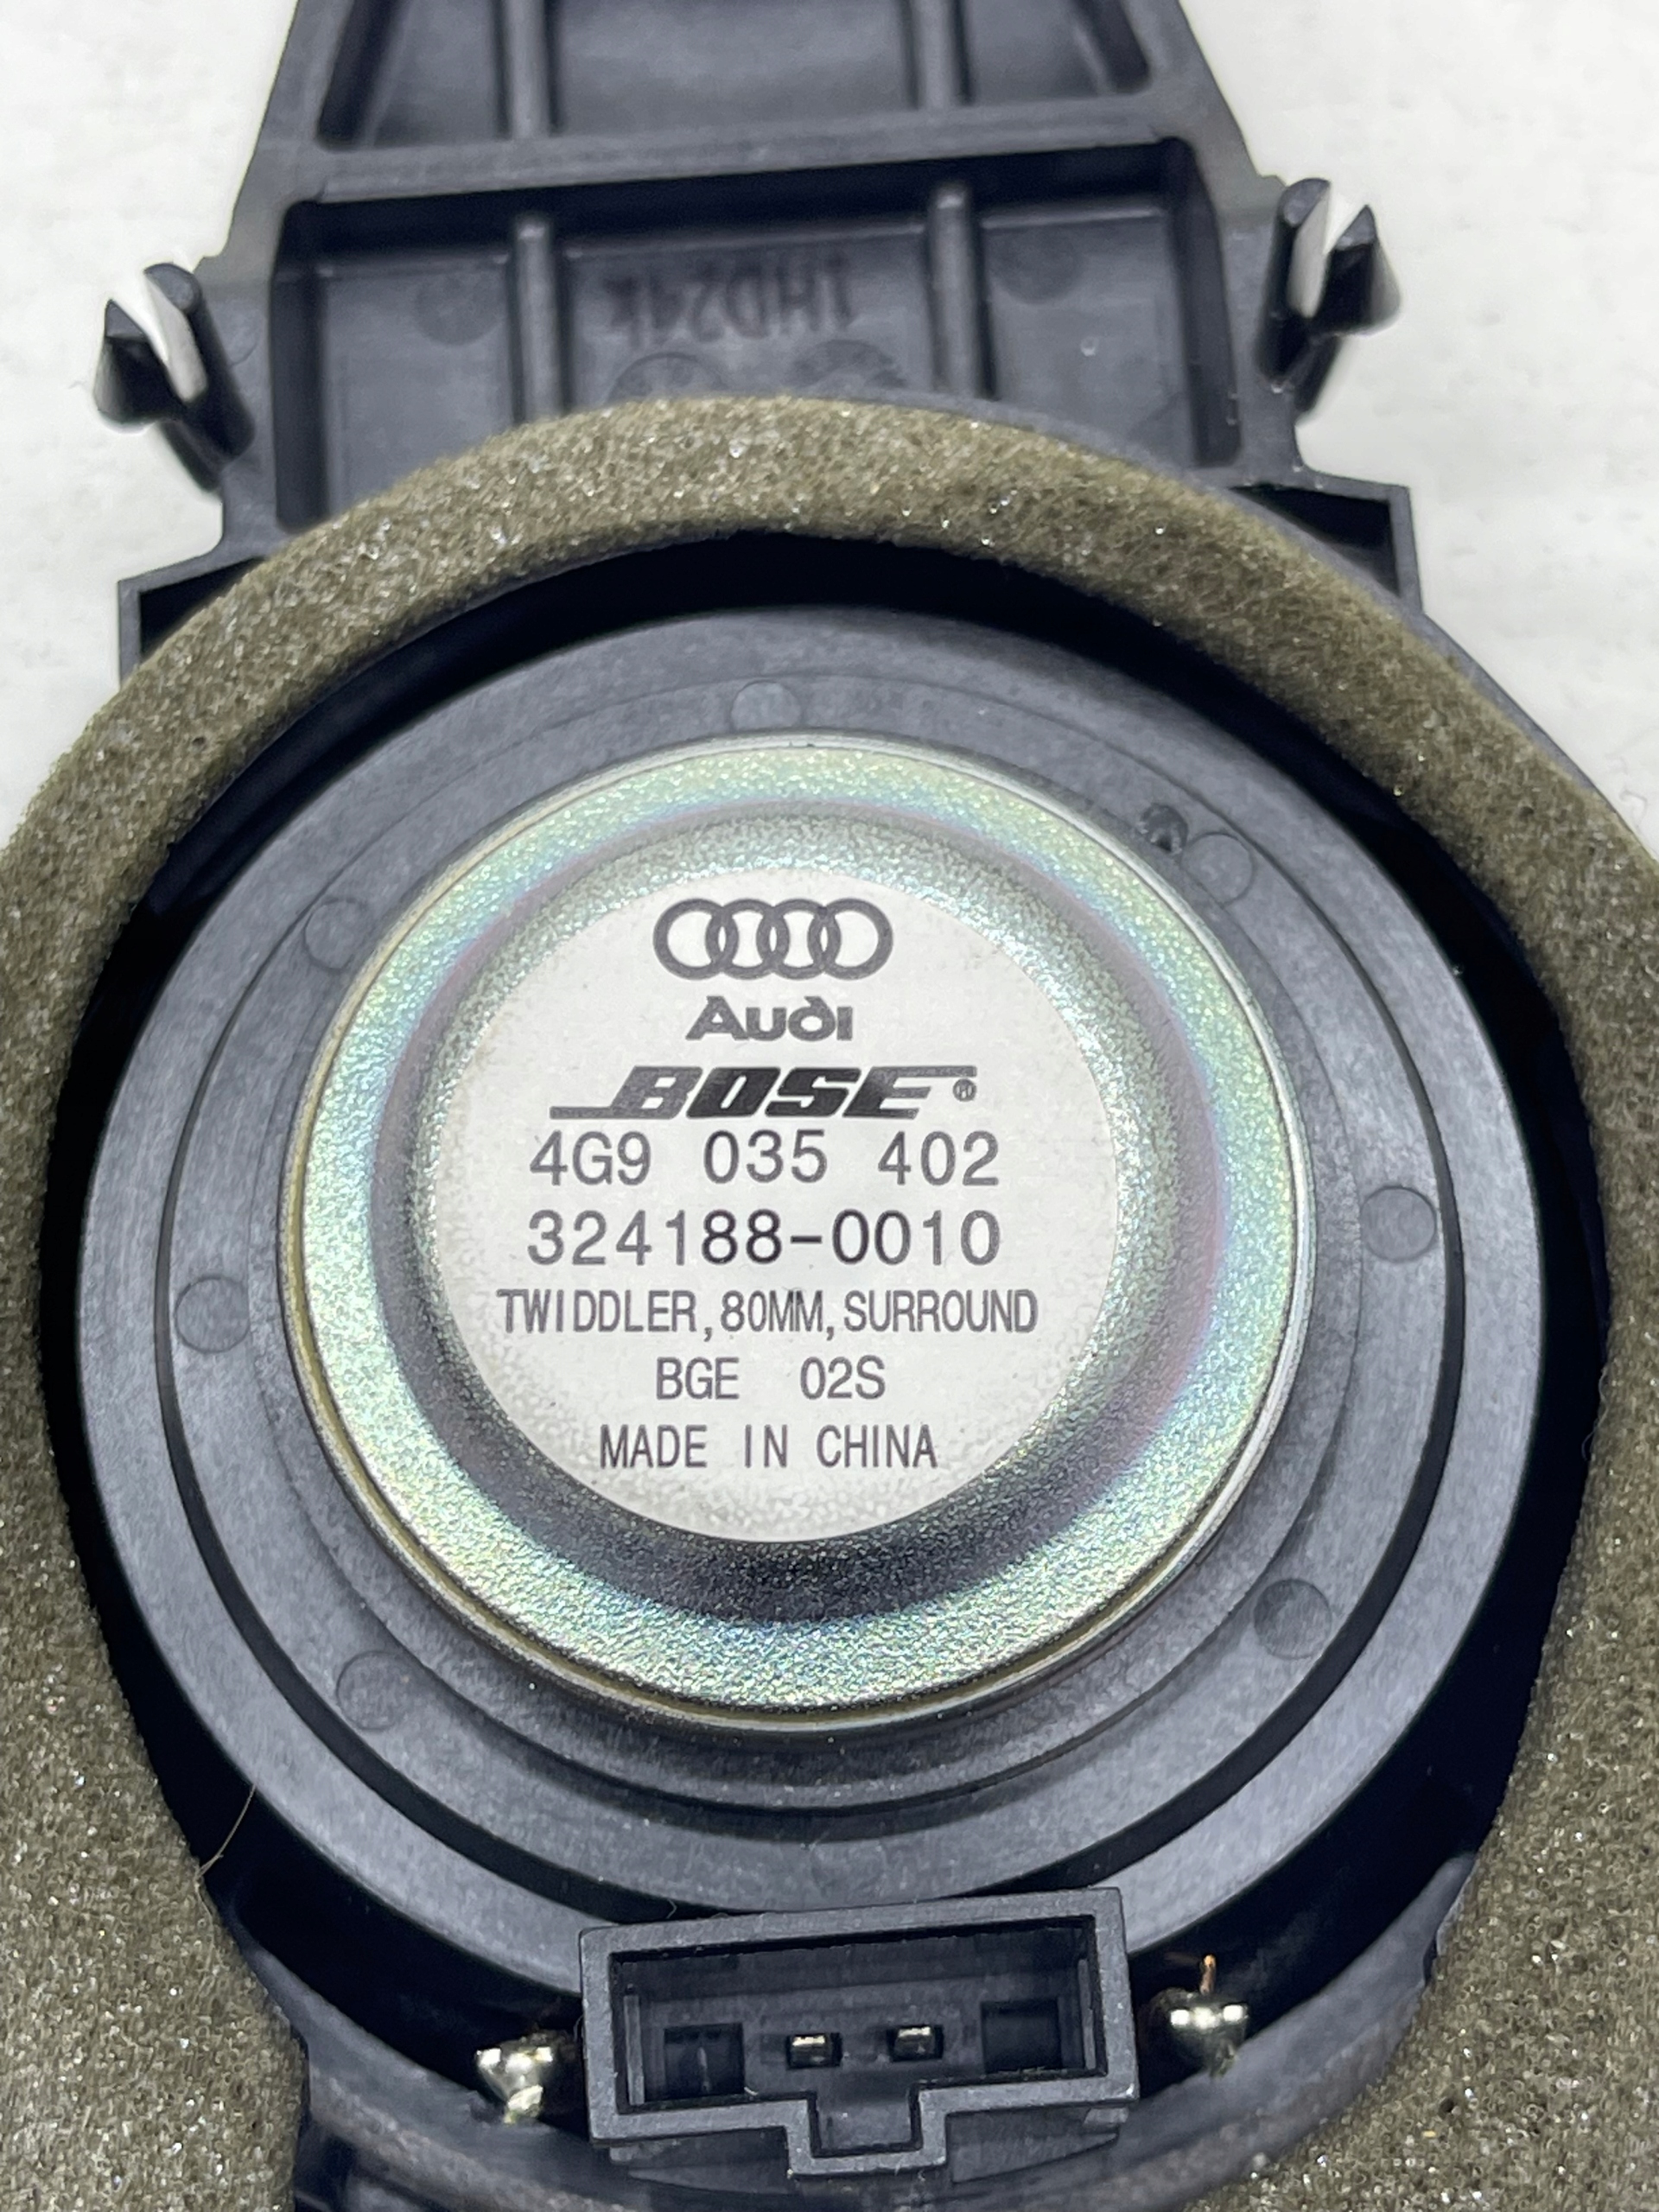 Audi
BOSE®
4G9 035 402
324188-0010
TWIDDLER, 80MM, SURROUND
BGE 02S
MADE IN CHINA